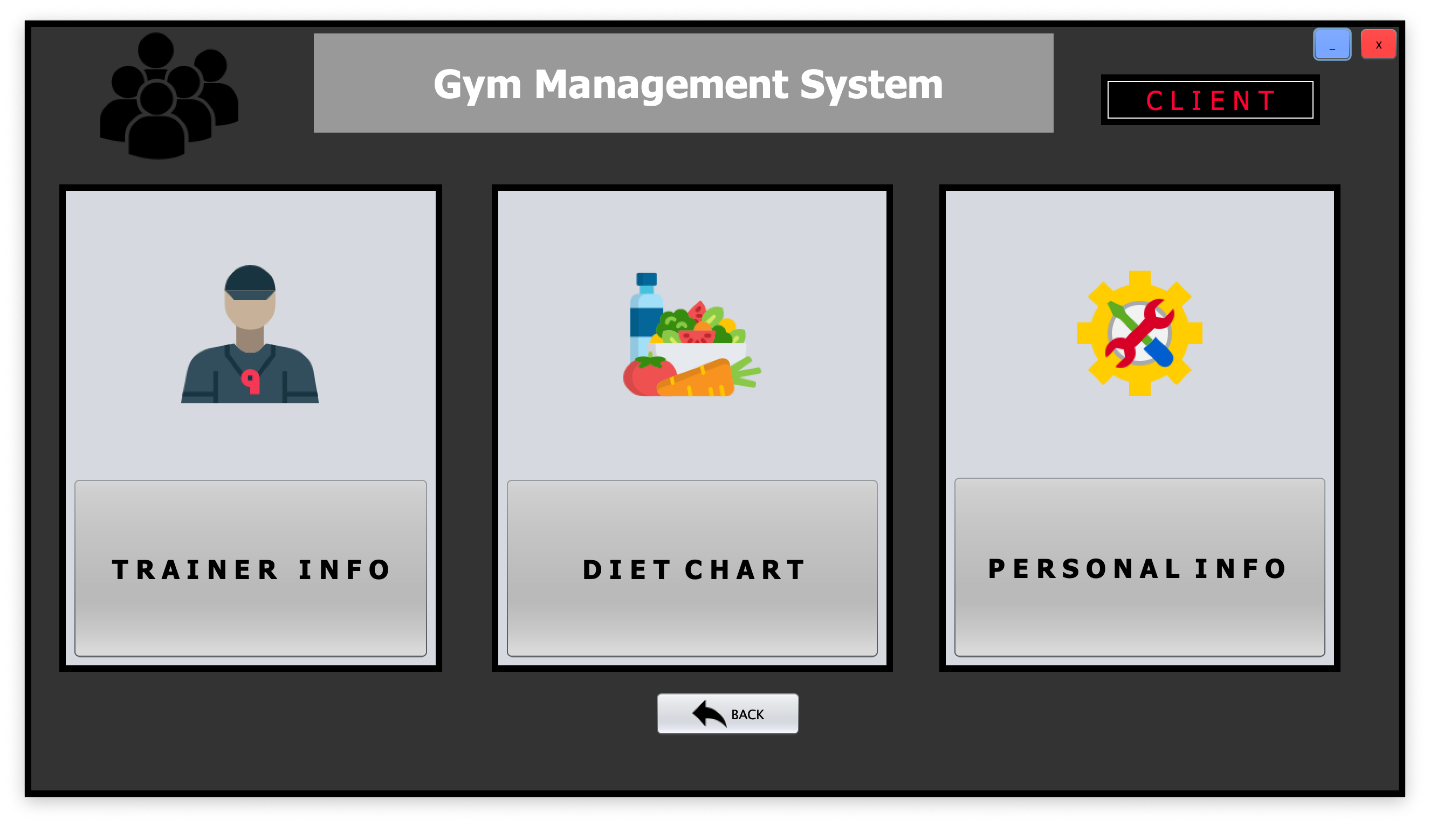 Gym Management System
_
x
CLIENT
TRAINER INFO
DIET CHART
PERSONAL INFO
BACK